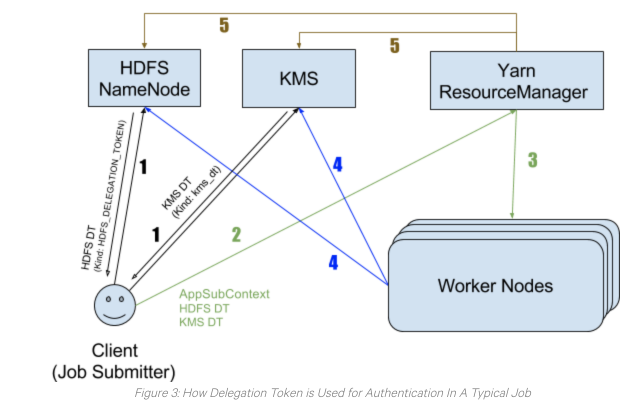 5
5
HDFS
NameNode
KMS
Yarn
ResourceManager
HDFS DT
(Kind: HDFS_DELEGATION_TOKEN)
1
KMS DT
(Kind: kms_dt)
1
4
3
2
4
AppSubContext
HDFS DT
KMS DT
Worker Nodes
Client
(Job Submitter)
Figure 3: How Delegation Token is Used for Authentication In A Typical Job